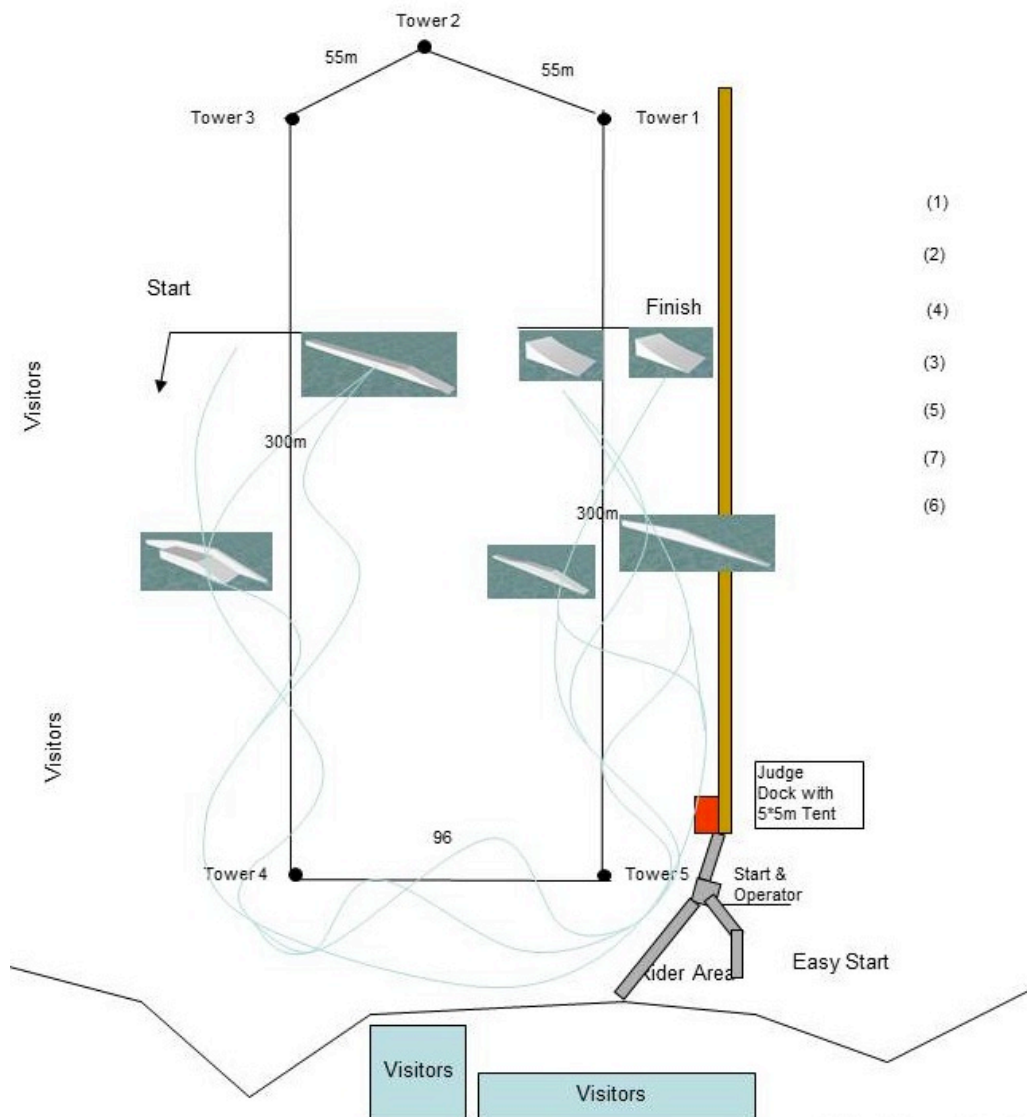 Tower 2
55m
55m
Tower 3
Tower 1
(1)
(2)
Start
Finish
(4)
(3)
Visitors
(5)
300m
(7)
300m
(6)
Visitors
Judge
Dock with
5*5m Tent
96
Tower 4
Tower 5
Start &
Operator
Easy Start
Rider Area
Visitors
Visitors